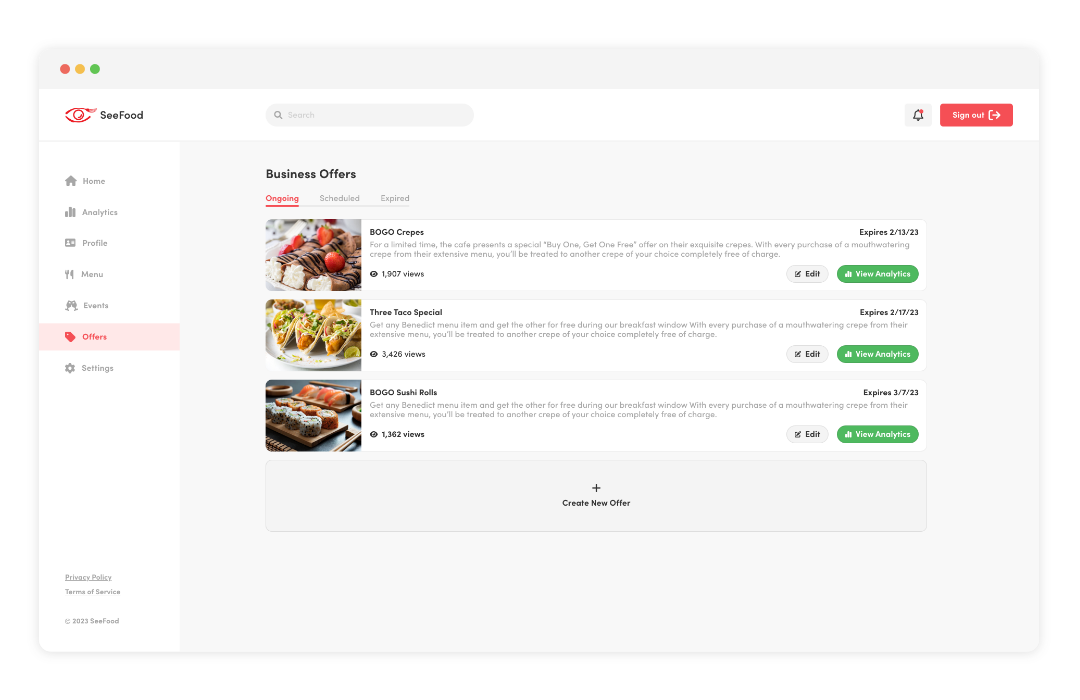 SeeFood
Search
Sign out
Home
Analytics
Profile
Menu
Events
Offers
Settings
Privacy Policy
Terms of Service
© 2023 SeeFood
Business Offers
Ongoing
Scheduled
Expired
BOGO Crepes
Expires 2/13/23
For a limited time, the cafe presents a special “Buy One, Get One Free” offer on their exquisite crepes. With every purchase of a mouthwatering
crepe from their extensive menu, you’ll be treated to another crepe of your choice completely free of charge.
1,907 views
Edit
View Analytics
Three Taco Special
Expires 2/17/23
Get any Benedict menu item and get the other for free during our breakfast window With every purchase of a mouthwatering crepe from their
extensive menu, you’ll be treated to another crepe of your choice completely free of charge.
3,426 views
Edit
View Analytics
BOGO Sushi Rolls
Expires 3/7/23
Get any Benedict menu item and get the other for free during our breakfast window With every purchase of a mouthwatering crepe from their
extensive menu, you’ll be treated to another crepe of your choice completely free of charge.
1,362 views
Edit
View Analytics
Create New Offer